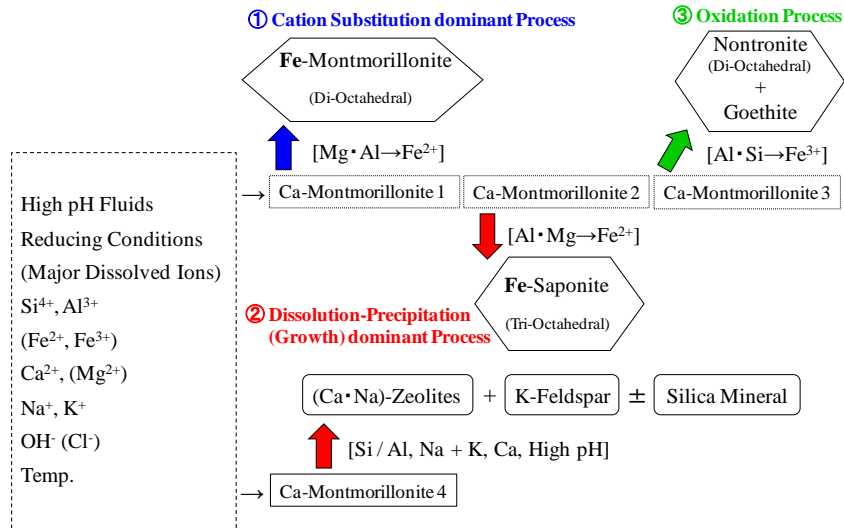 ① Cation Substitution dominant Process
③ Oxidation Process
Fe-Montmorillonite
(Di-Octahedral)
Nontronite
(Di-Octahedral)
+
Goethite
[Mg・Al→Fe²⁺]
[Al・Si→Fe³⁺]
→ Ca-Montmorillonite 1
Ca-Montmorillonite 2
Ca-Montmorillonite 3
High pH Fluids
Reducing Conditions
(Major Dissolved Ions)
Si⁴⁺, Al³⁺
(Fe²⁺, Fe³⁺)
Ca²⁺, (Mg²⁺)
Na⁺, K⁺
OH⁻ (Cl⁻)
Temp.
[Al・Mg→Fe²⁺]
Fe-Saponite
(Tri-Octahedral)
② Dissolution-Precipitation
(Growth) dominant Process
(Ca・Na)-Zeolites + K-Feldspar ± Silica Mineral
[Si / Al, Na + K, Ca, High pH]
→ Ca-Montmorillonite 4